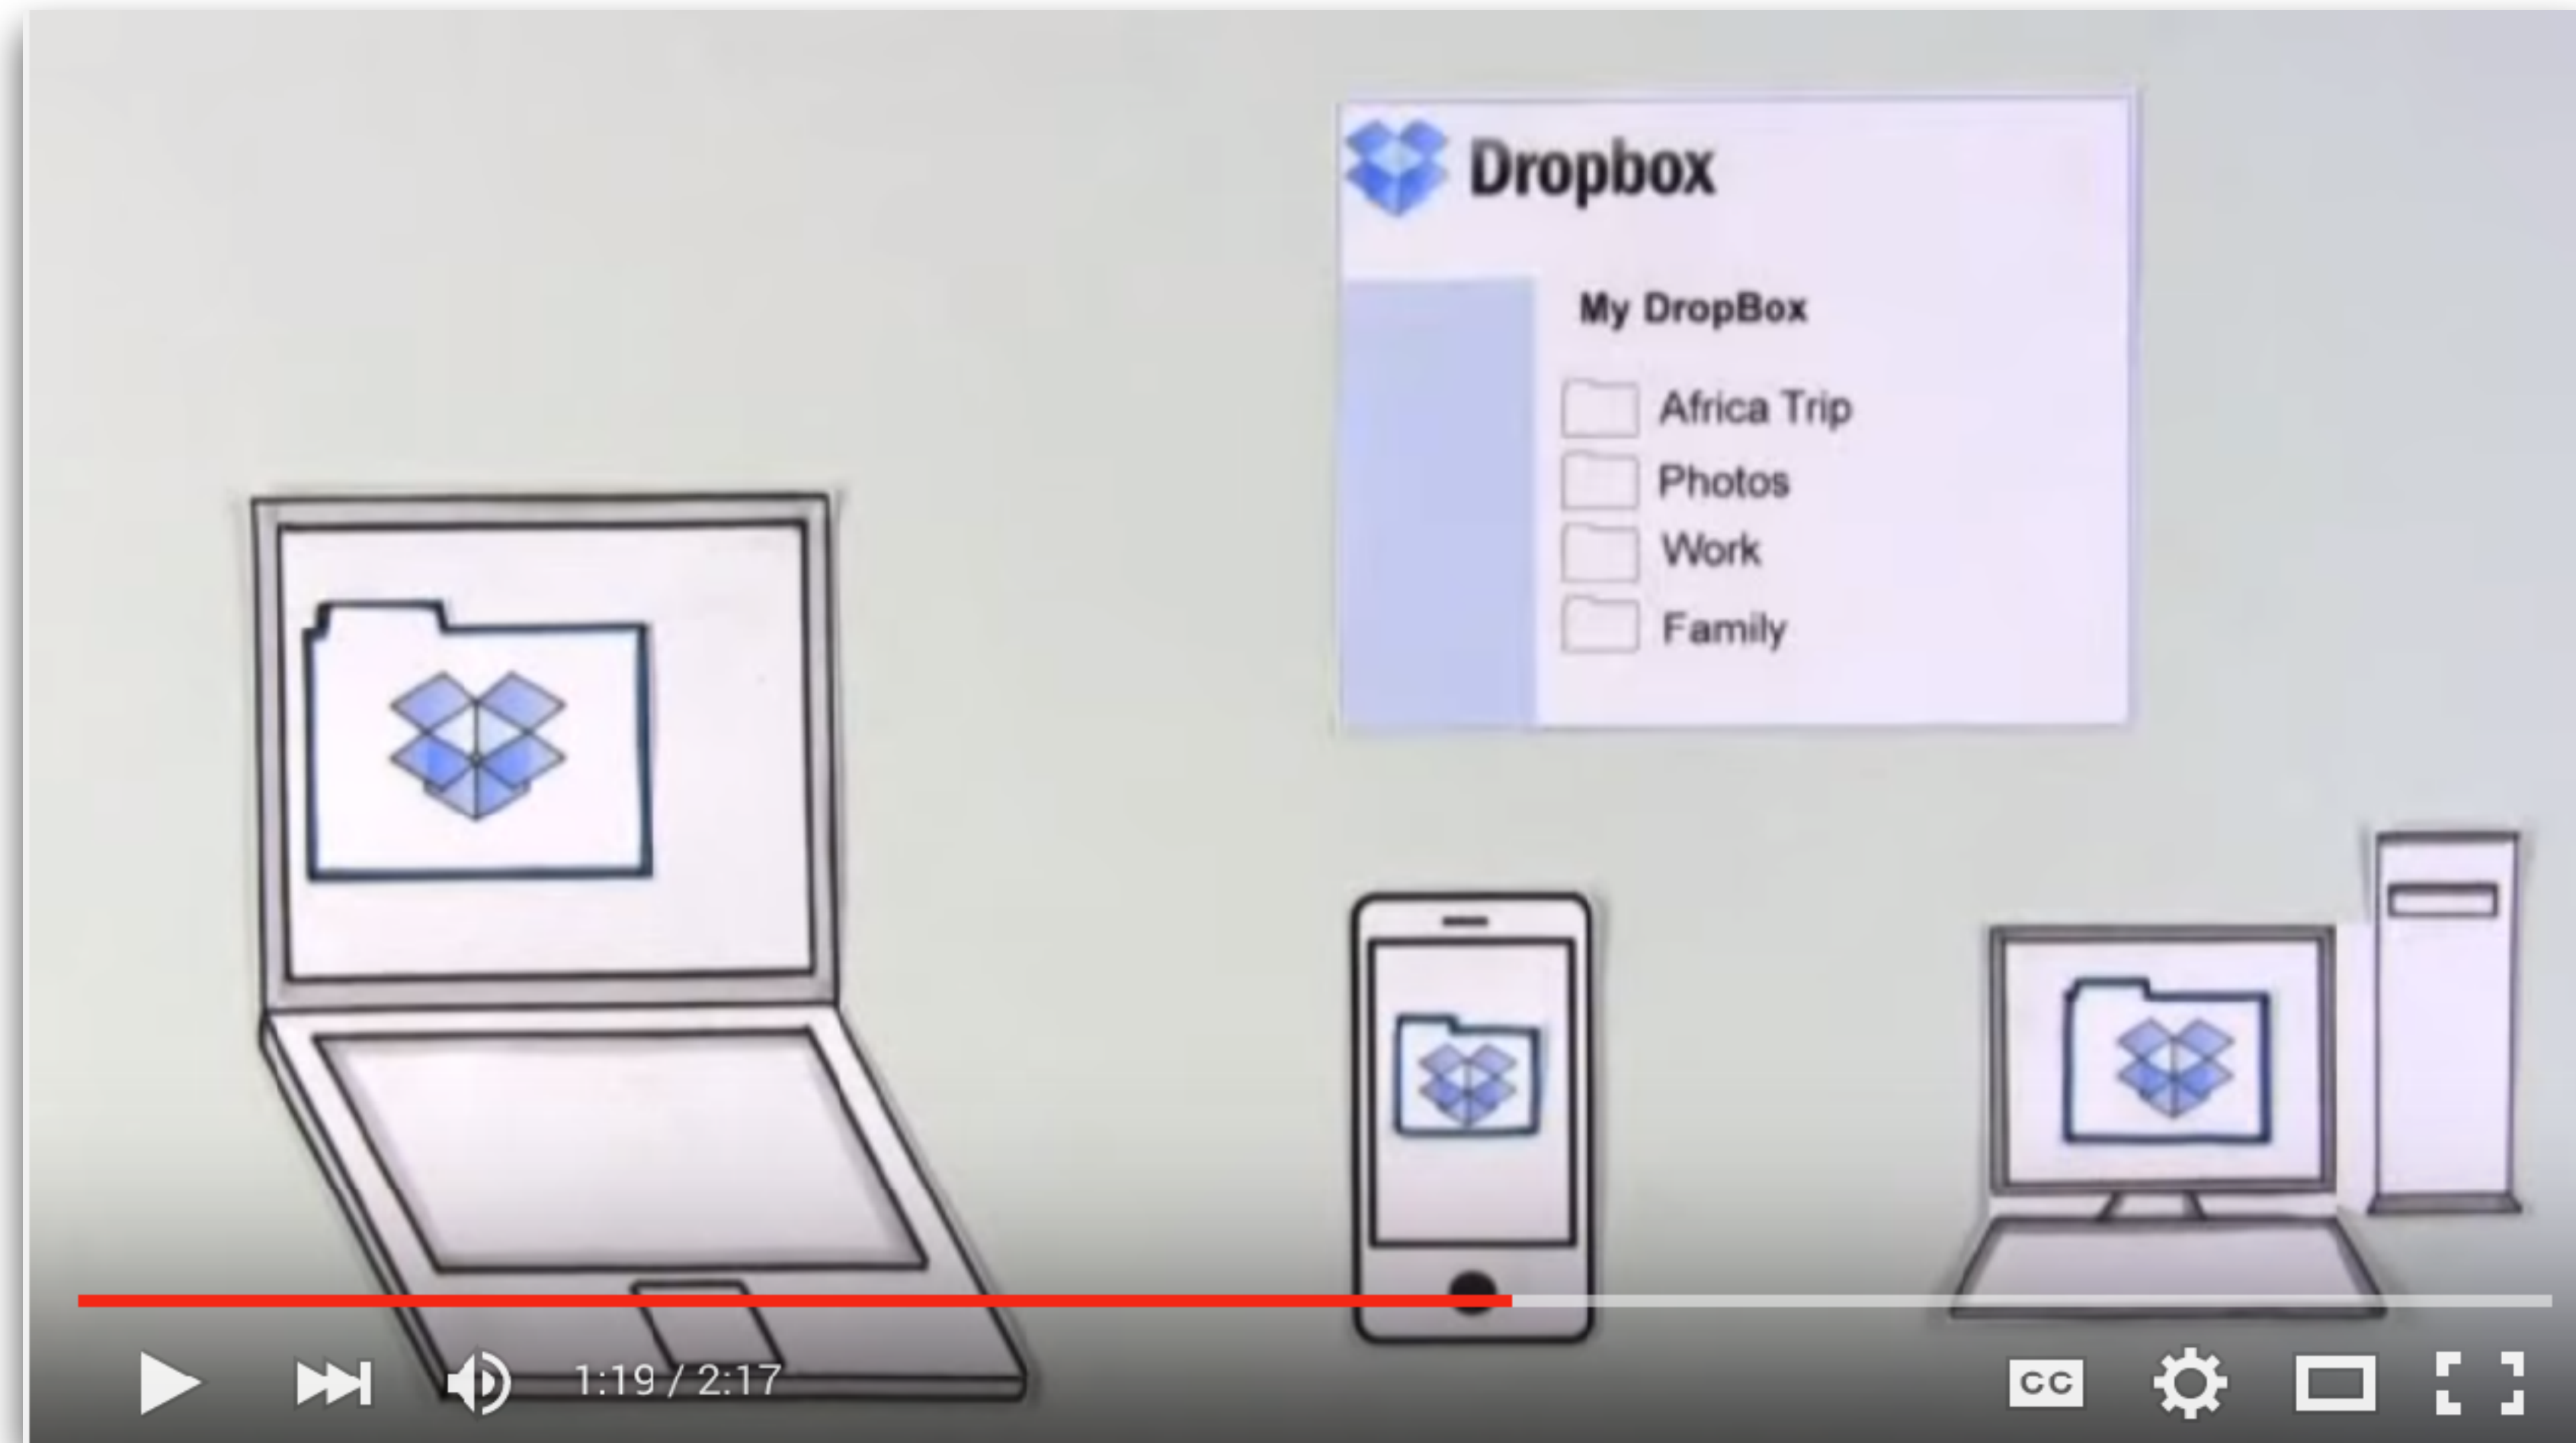 Dropbox
My DropBox
Africa Trip
Photos
Work
Family
1:19 / 2:17
CC